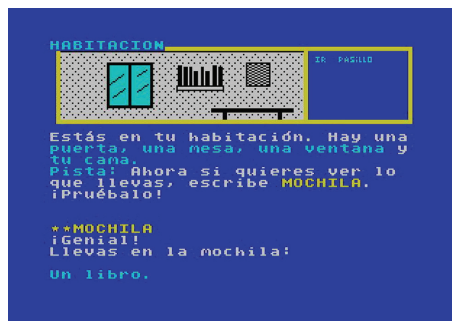 HABITACION
IR PASILLO
Estás en tu habitación. Hay una
puerta, una mesa, una ventana y
tu cama.
Pista: Ahora si quieres ver lo
que llevas, escribe MOCHILA.
¡Pruébalo!
**MOCHILA
¡Genial!
Llevas en la mochila:
Un libro.